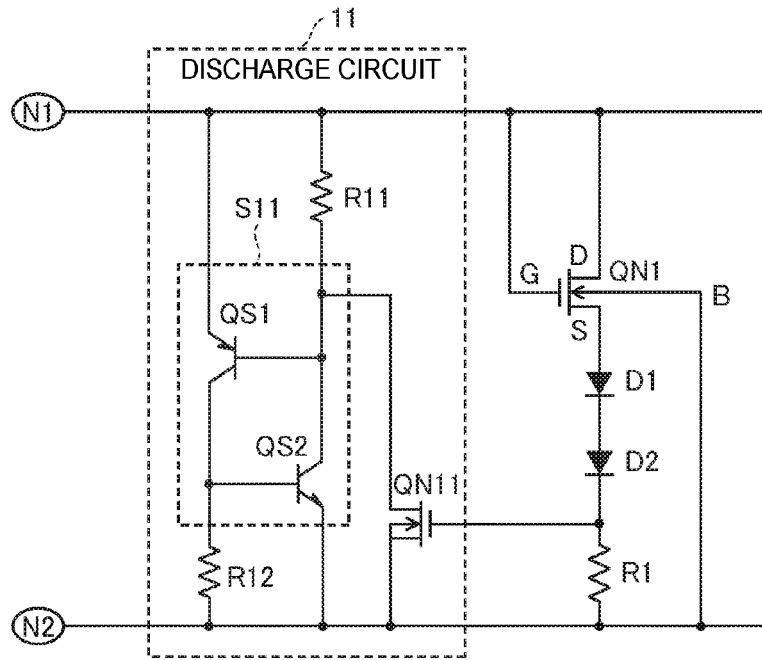 11
DISCHARGE CIRCUIT
N1
R11
S11
D
QN1
G
B
QS1
S
D1
QS2
D2
QN11
R12
R1
N2